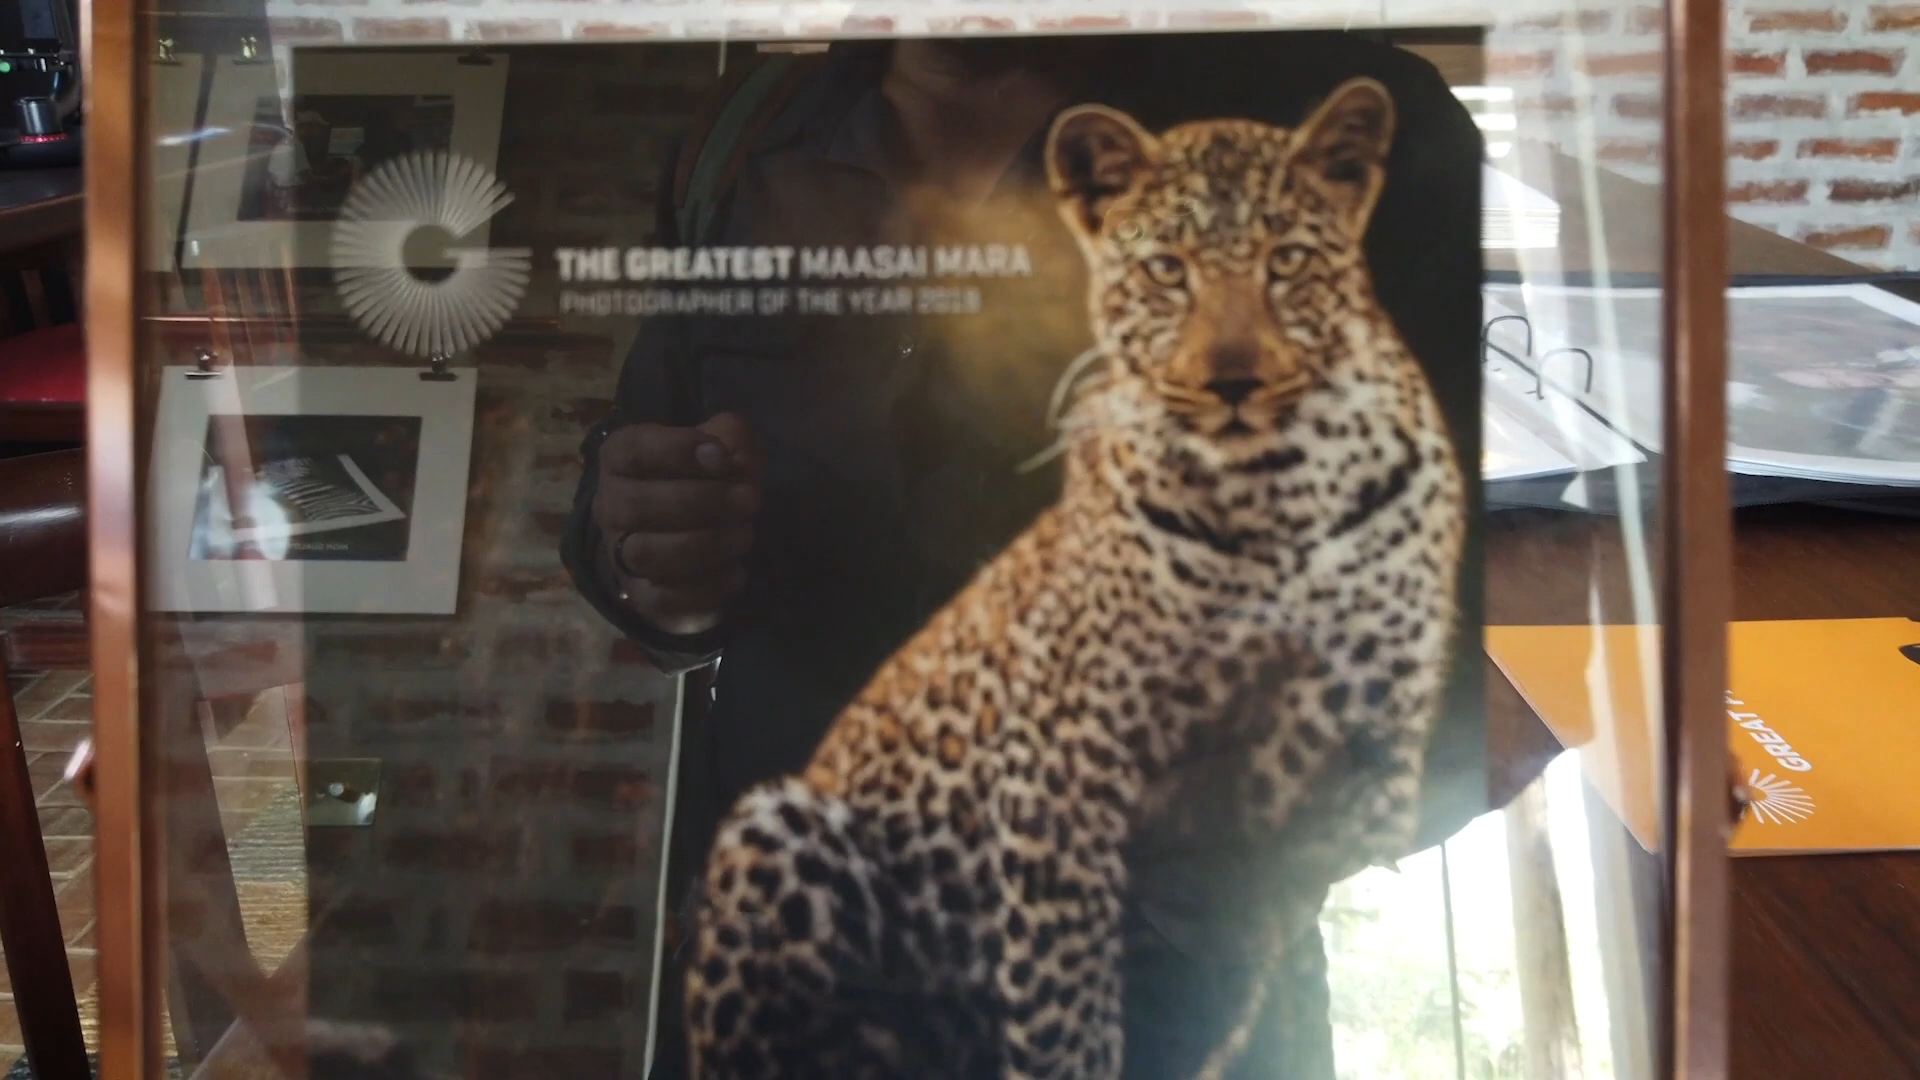 THE GREATEST MAASAI MARA
PHOTOGRAPHER OF THE YEAR 2018
GREAT